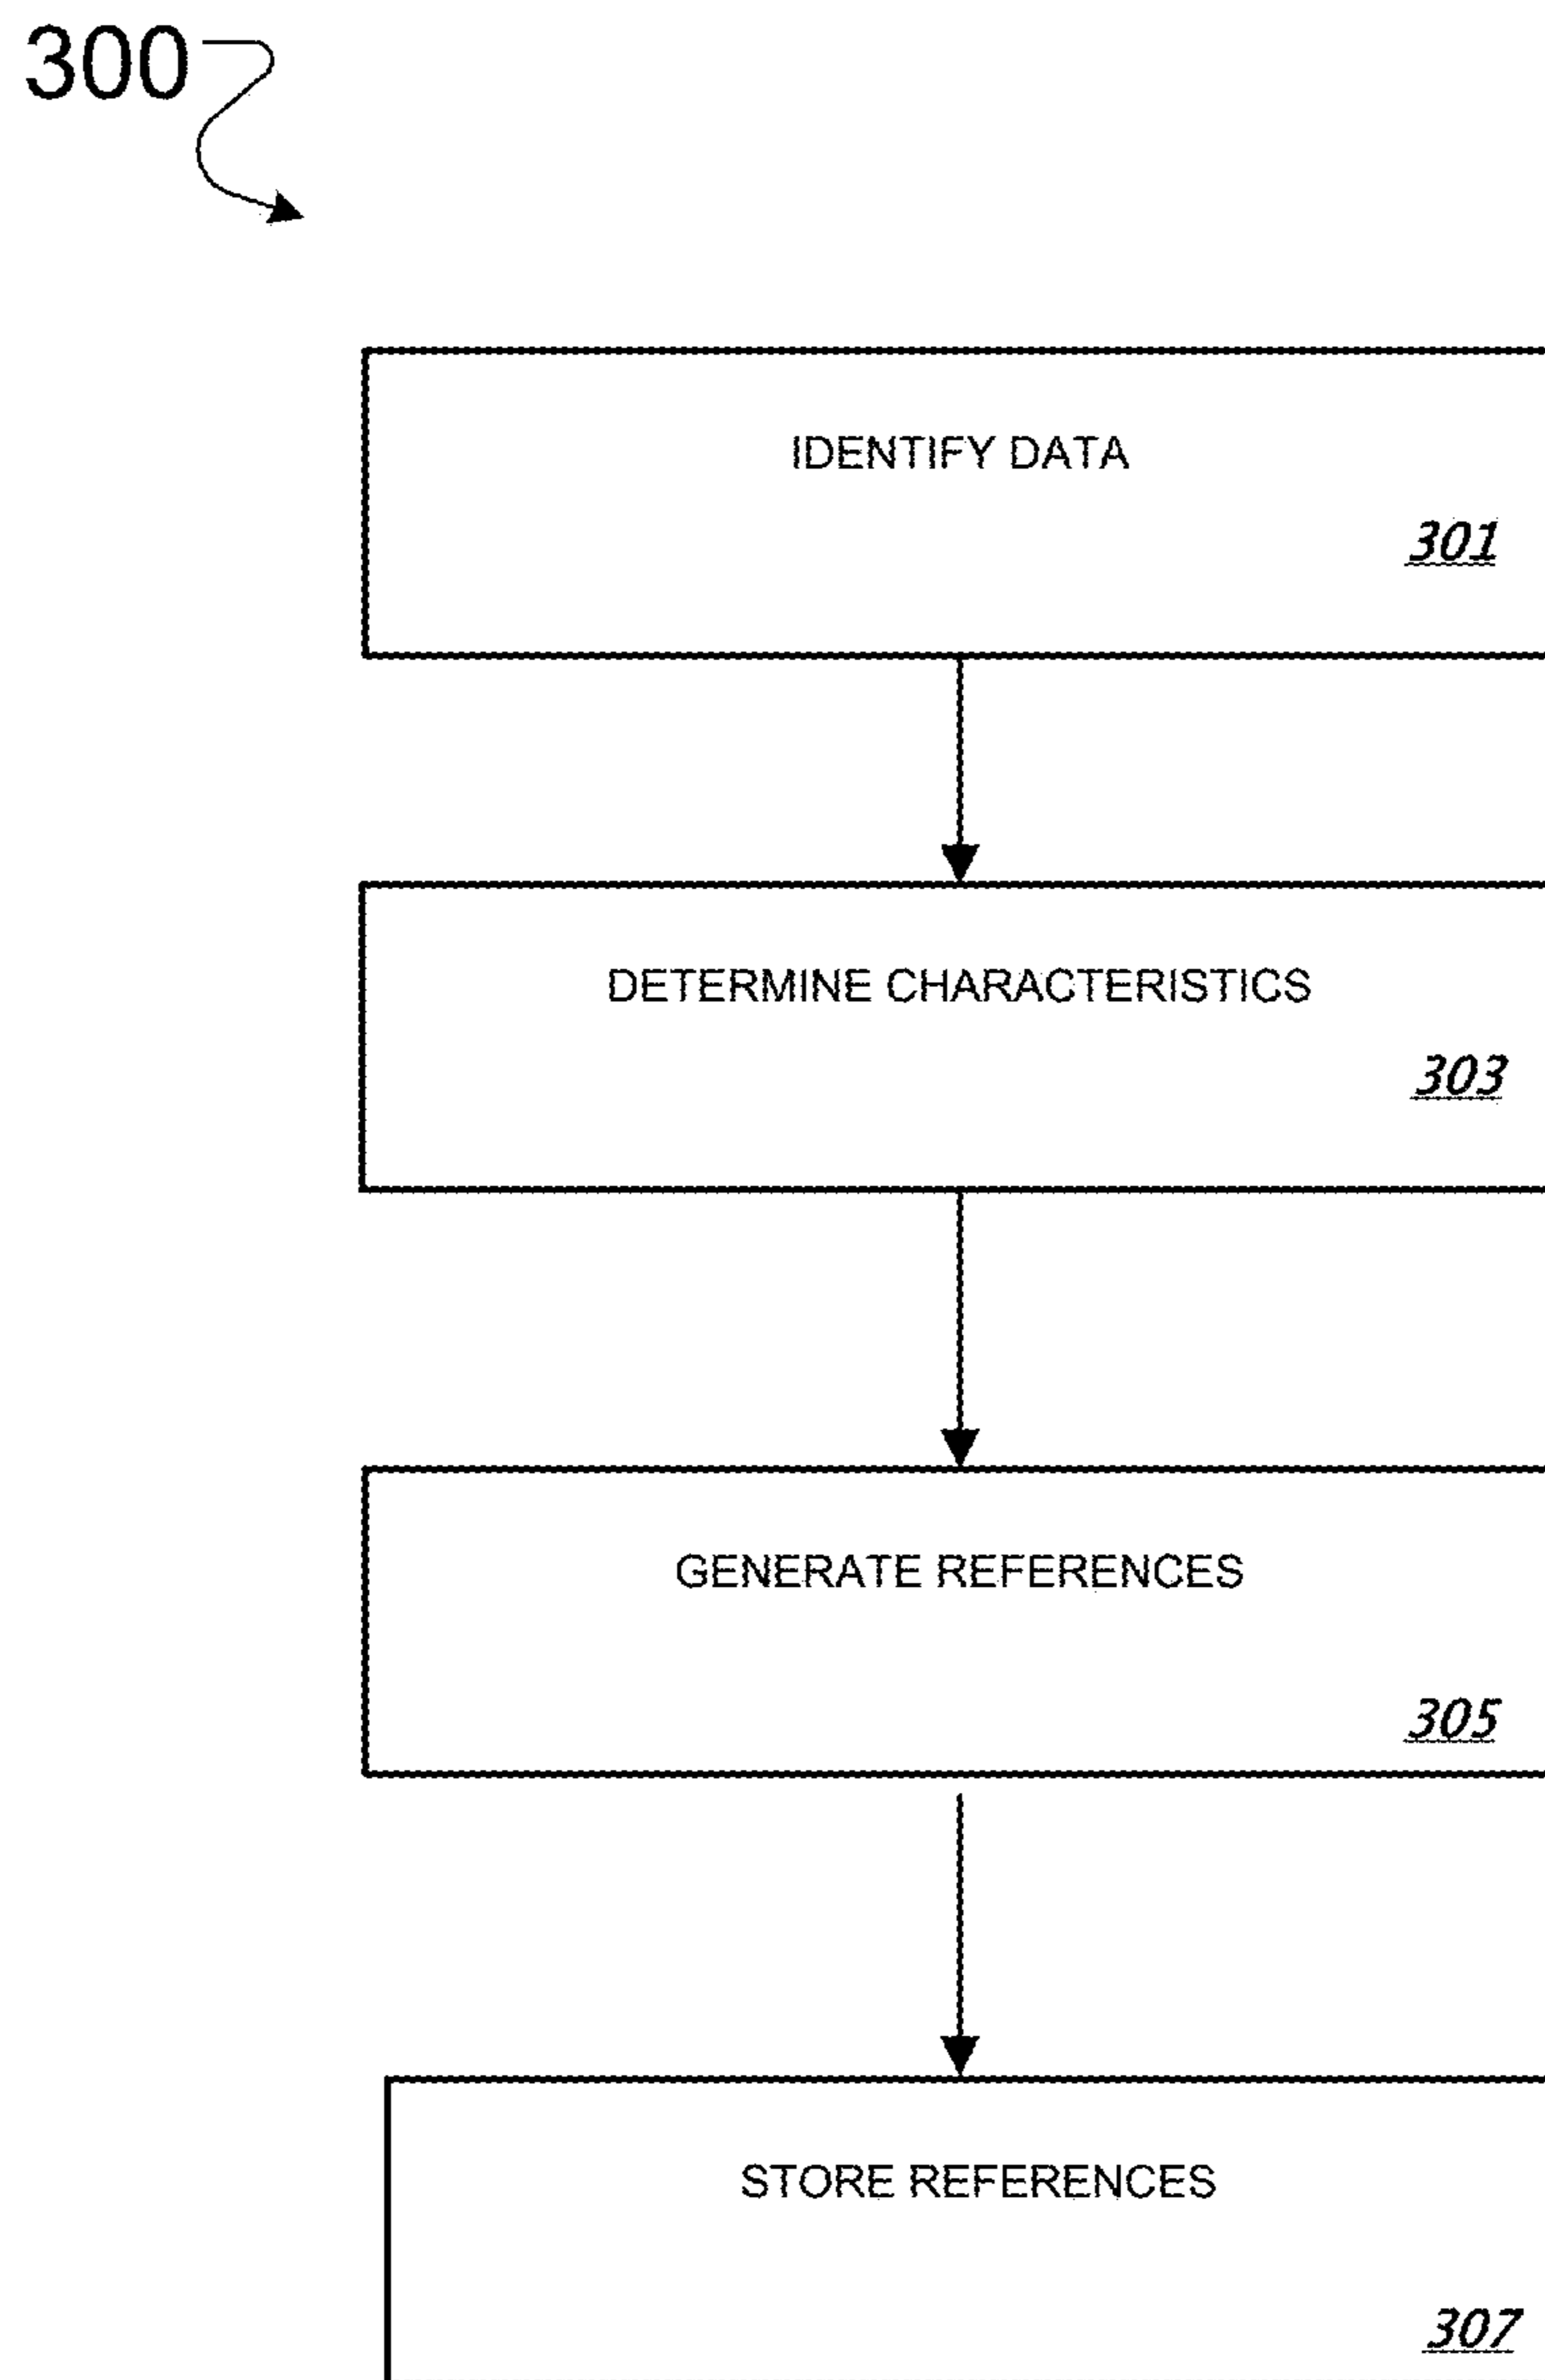 300
IDENTIFY DATA
301
DETERMINE CHARACTERISTICS
303
GENERATE REFERENCES
305
STORE REFERENCES
307